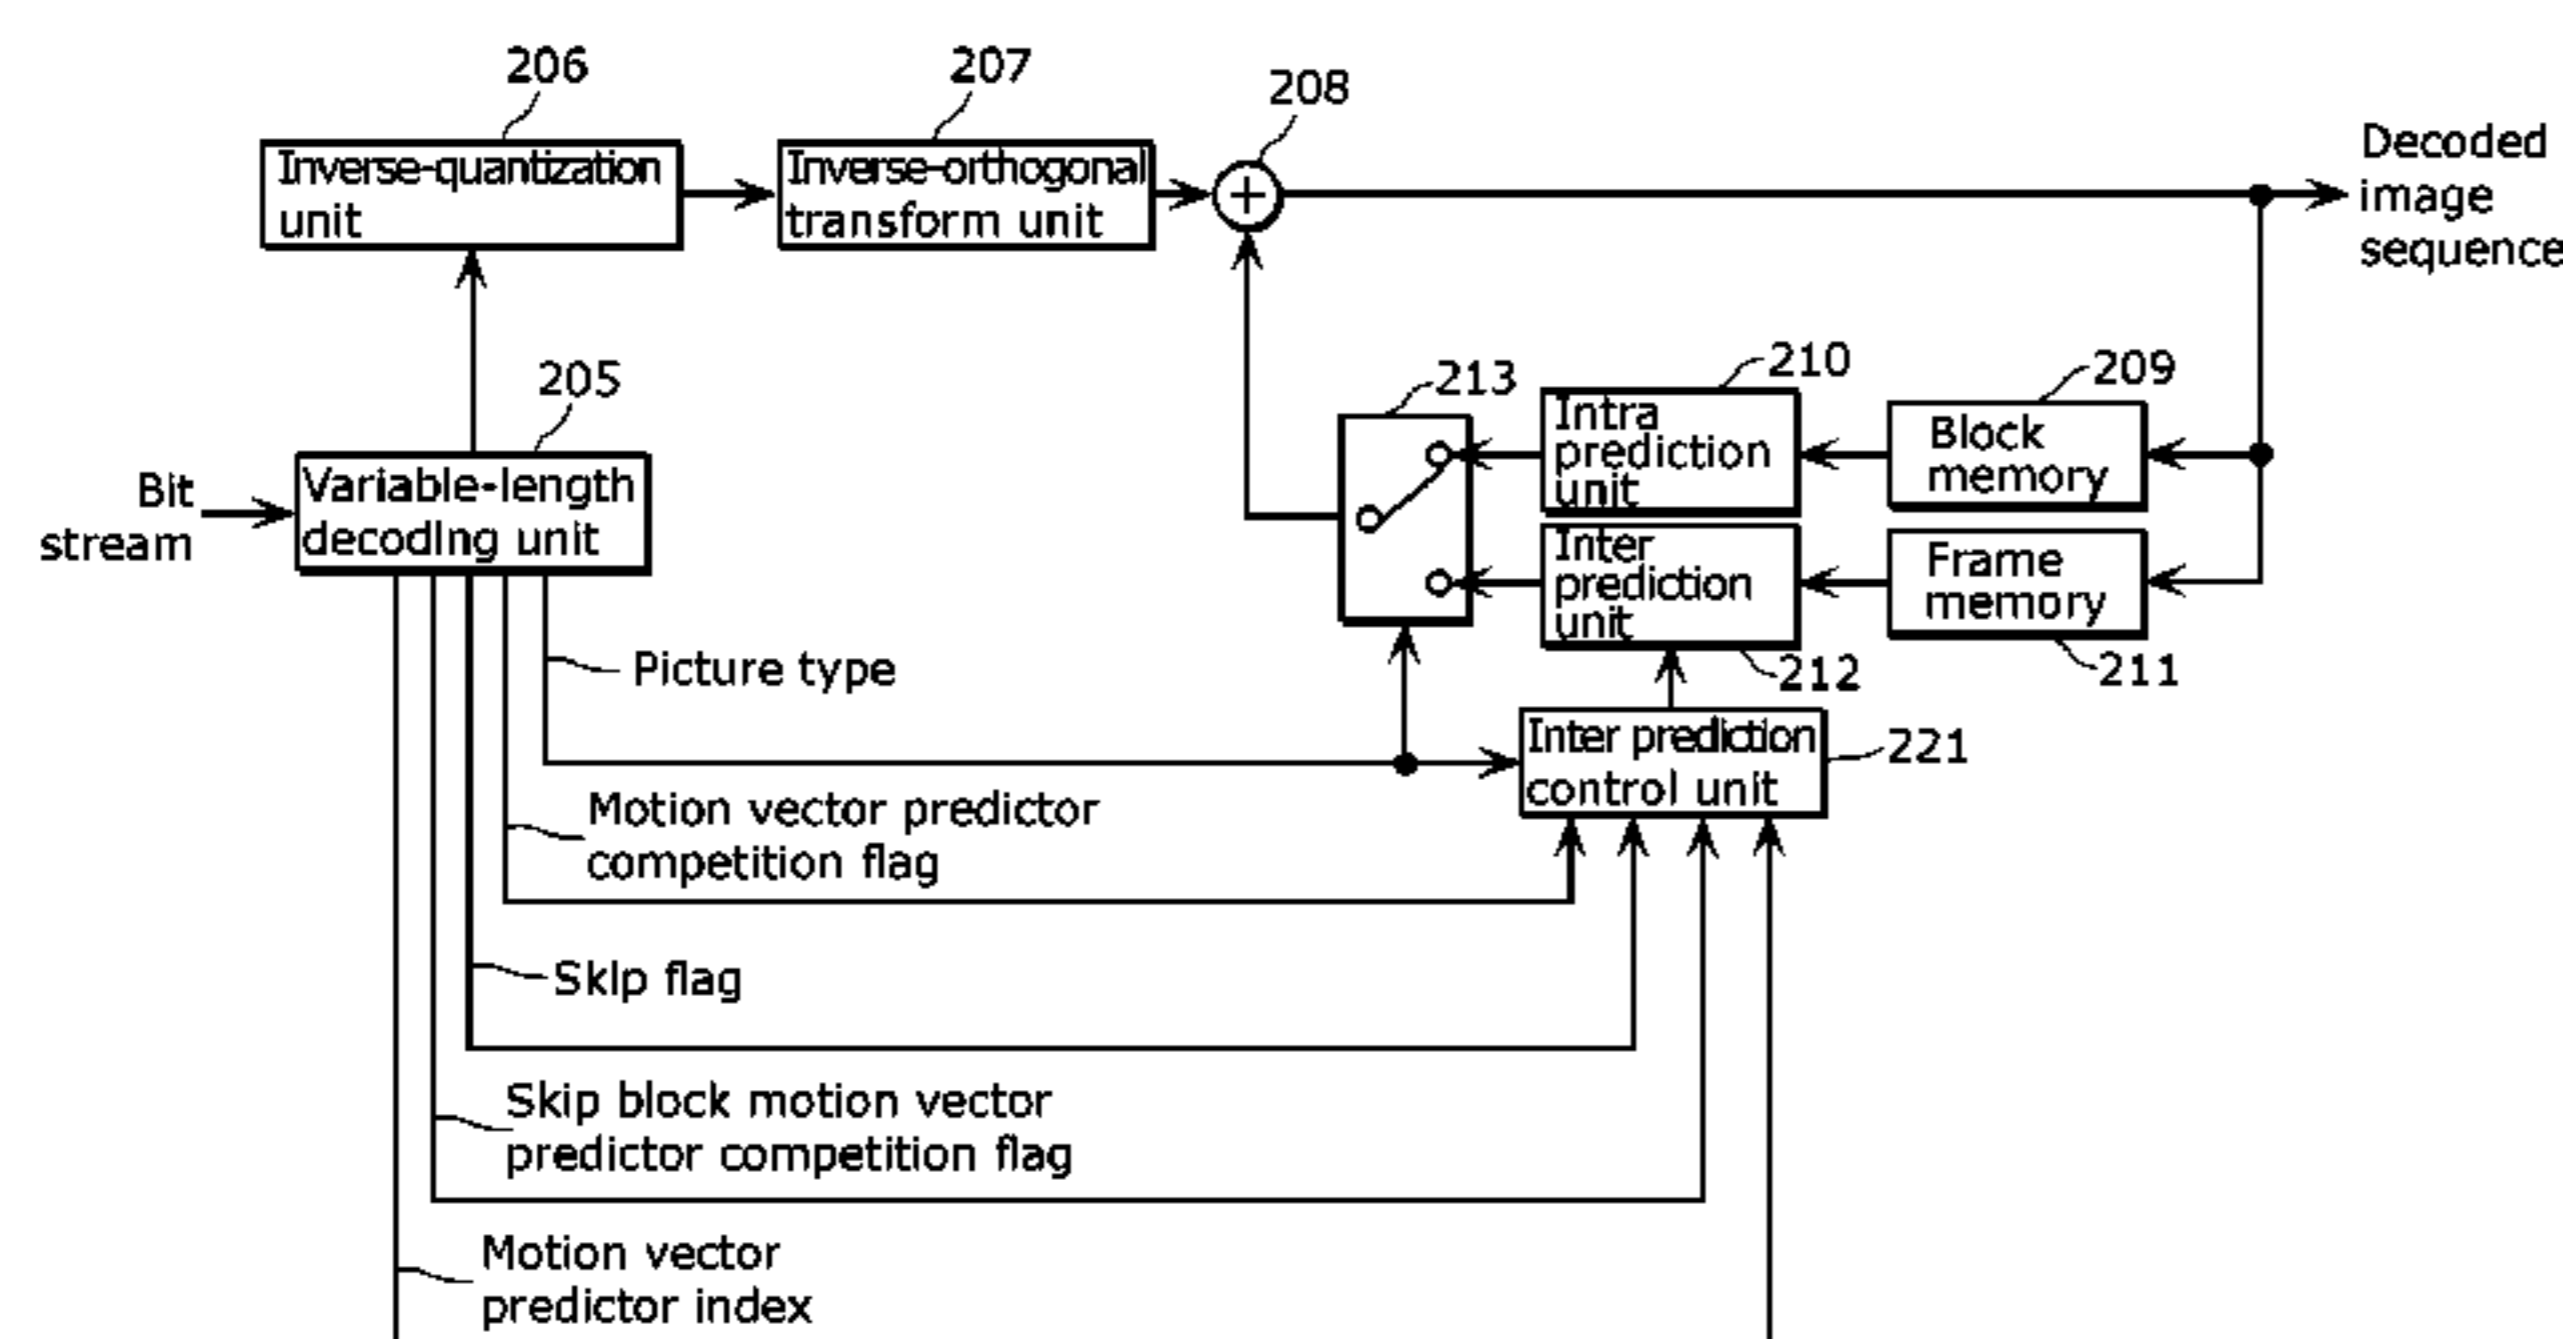 206
207
208
Inverse-quantization
unit
Inverse-orthogonal
transform unit
+
Decoded
image
sequence
205
213
210
209
Bit
stream
Variable-length
decoding unit
Intra
prediction
unit
Block
memory
Inter
prediction
unit
Frame
memory
212
211
Picture type
Inter prediction
control unit
221
Motion vector predictor
competition flag
Skip flag
Skip block motion vector
predictor competition flag
Motion vector
predictor index